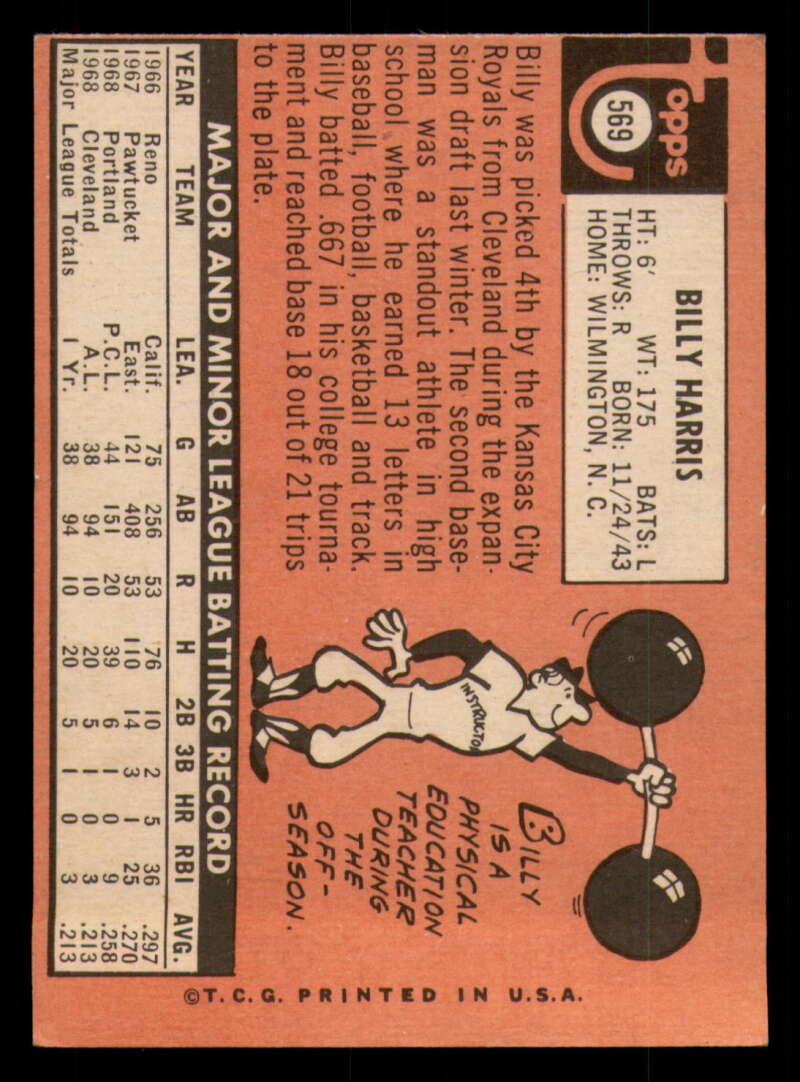 Topps
569
BILLY HARRIS
HT: 6' WT: 175 BATS: L
THROWS: R BORN: 11/24/43
HOME: WILMINGTON, N. C.
Billy was picked 4th by the Kansas City
Royals from Cleveland during the expan-
sion draft last winter. The second base-
man was a standout athlete in high
school where he earned 13 letters in
baseball, football, basketball and track.
Billy batted .667 in his college tourna-
ment and reached base 18 out of 21 trips
to the plate.
INSTRUCTOR
BILLY
IS A
PHYSICAL
EDUCATION
TEACHER
DURING
THE
OFF-
SEASON.
MAJOR AND MINOR LEAGUE BATTING RECORD
YEAR TEAM LEA. G AB R H 2B 3B HR RBI AVG.
1966 Reno Calif. 75 256 53 76 10 2 5 36 .297
1967 Pawtucket East. 121 408 53 110 14 3 1 25 .270
1968 Portland P.C.L. 44 151 20 39 6 1 0 9 .258
1968 Cleveland A.L. 38 94 10 20 5 1 0 3 .213
Major League Totals 1 Yr. 38 94 10 20 5 1 0 3 .213
©T.C.G. PRINTED IN U.S.A.